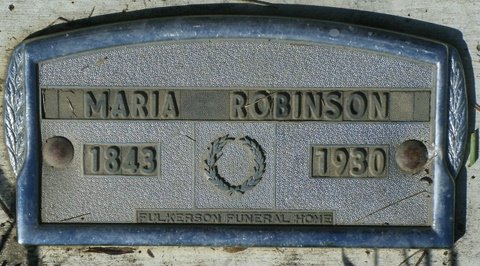 MARIA ROBINSON
1843 1930
FULKERSON FUNERAL HOME